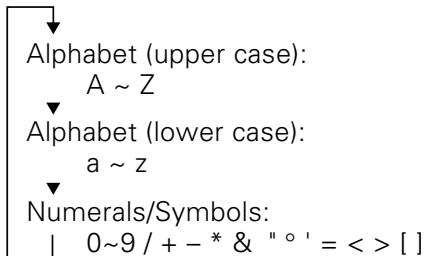 Alphabet (upper case):
A ~ Z
Alphabet (lower case):
a ~ z
Numerals/Symbols:
0~9 / + – * & " ° ' = < > [ ]